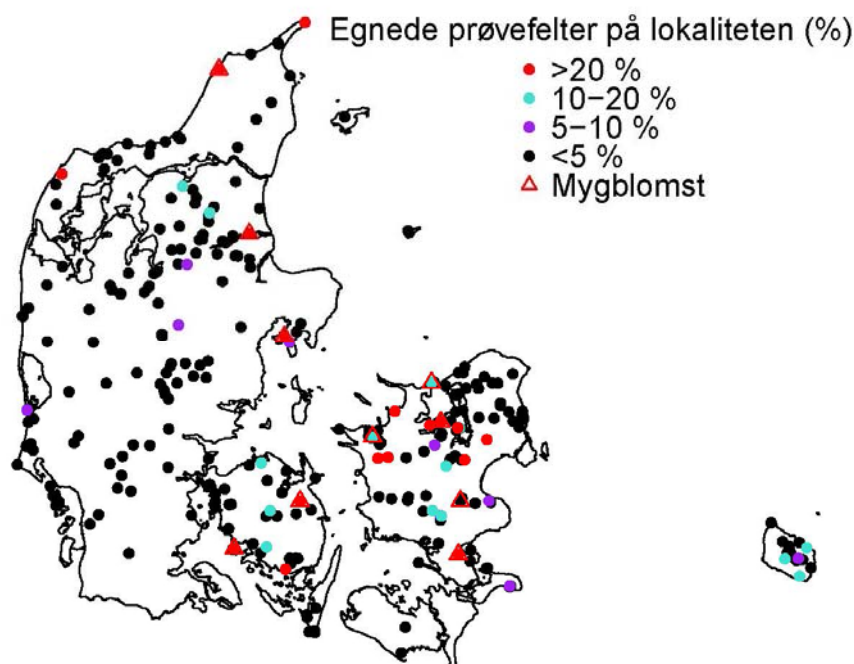 Egnede prøvefelter på lokaliteten (%)
>20 %
10−20 %
5−10 %
<5 %
Mygblomst